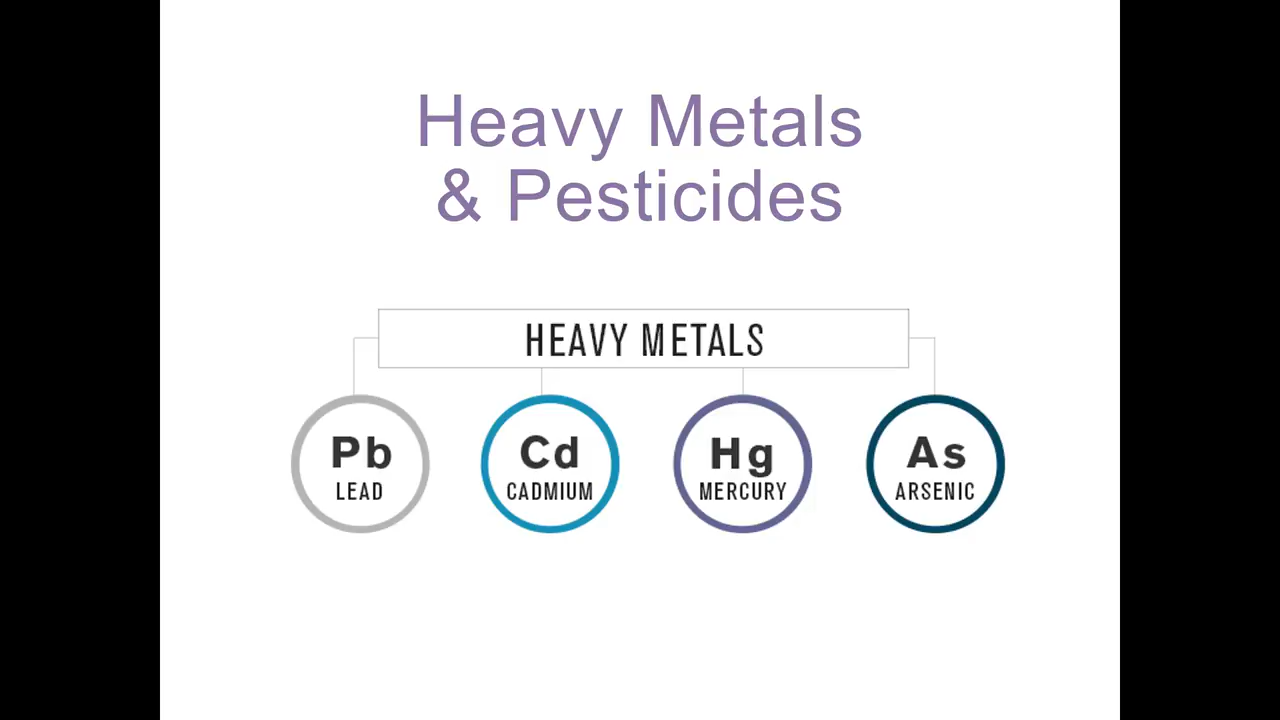 Heavy Metals
& Pesticides
HEAVY METALS
Pb
LEAD
Cd
CADMIUM
Hg
MERCURY
As
ARSENIC